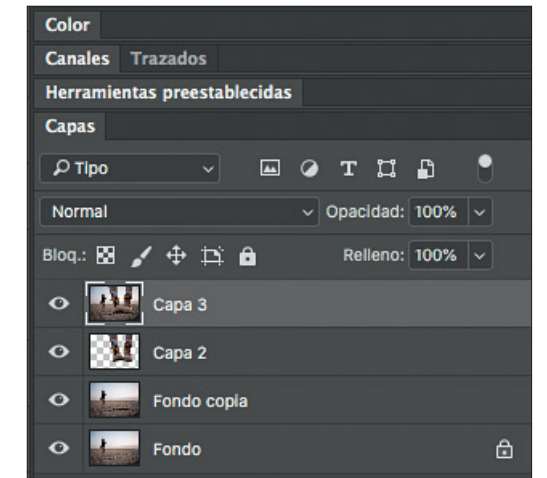 Color
Canales Trazados
Herramientas preestablecidas
Capas
Tipo
Normal Opacidad: 100%
Bloq.: Relleno: 100%
Capa 3
Capa 2
Fondo copia
Fondo